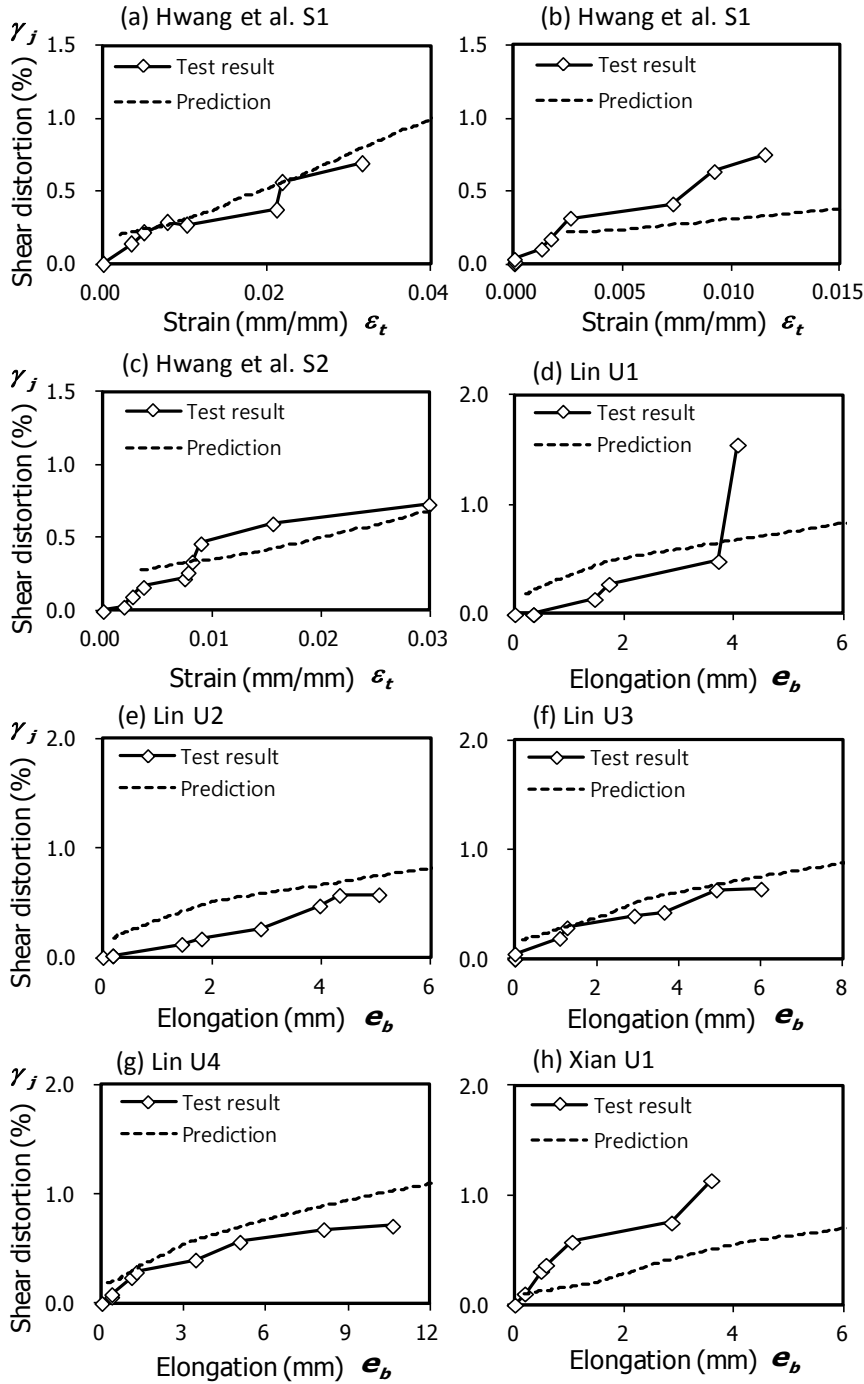 (a) Hwang et al. S1
γj
Shear distortion (%)
1.5
1.0
0.5
0.0
Test result
Prediction
0.00
0.02
0.04
Strain (mm/mm) εt
(b) Hwang et al. S1
1.5
1.0
0.5
0.0
Test result
Prediction
0.000
0.005
0.010
0.015
Strain (mm/mm) εt
(c) Hwang et al. S2
γj
Shear distortion (%)
1.5
1.0
0.5
0.0
Test result
Prediction
0.00
0.01
0.02
0.03
Strain (mm/mm) εt
(d) Lin U1
2.0
1.0
0.0
Test result
Prediction
0
2
4
6
Elongation (mm) eb
(e) Lin U2
γj
Shear distortion (%)
2.0
1.0
0.0
Test result
Prediction
0
2
4
6
Elongation (mm) eb
(f) Lin U3
2.0
1.0
0.0
Test result
Prediction
0
2
4
6
8
Elongation (mm) eb
(g) Lin U4
γj
Shear distortion (%)
2.0
1.0
0.0
Test result
Prediction
0
3
6
9
12
Elongation (mm) eb
(h) Xian U1
2.0
1.0
0.0
Test result
Prediction
0
2
4
6
Elongation (mm) eb